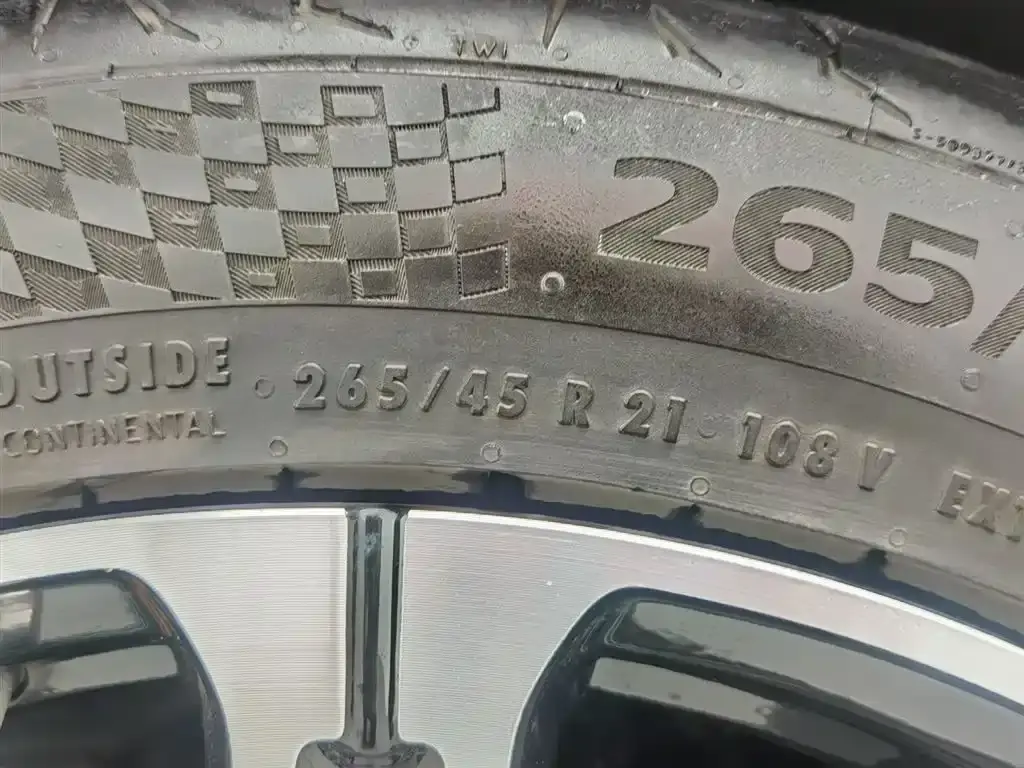 TWI
265/
OUTSIDE 265/45 R 21 108 V
CONTINENTAL